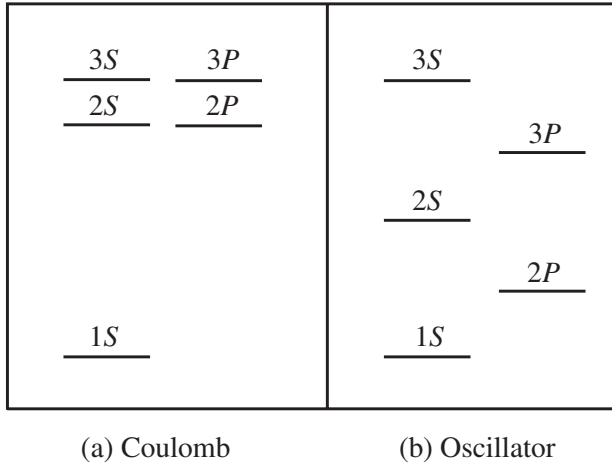 3S 3P
2S 2P
1S
3S
3P
2S
2P
1S
(a) Coulomb
(b) Oscillator